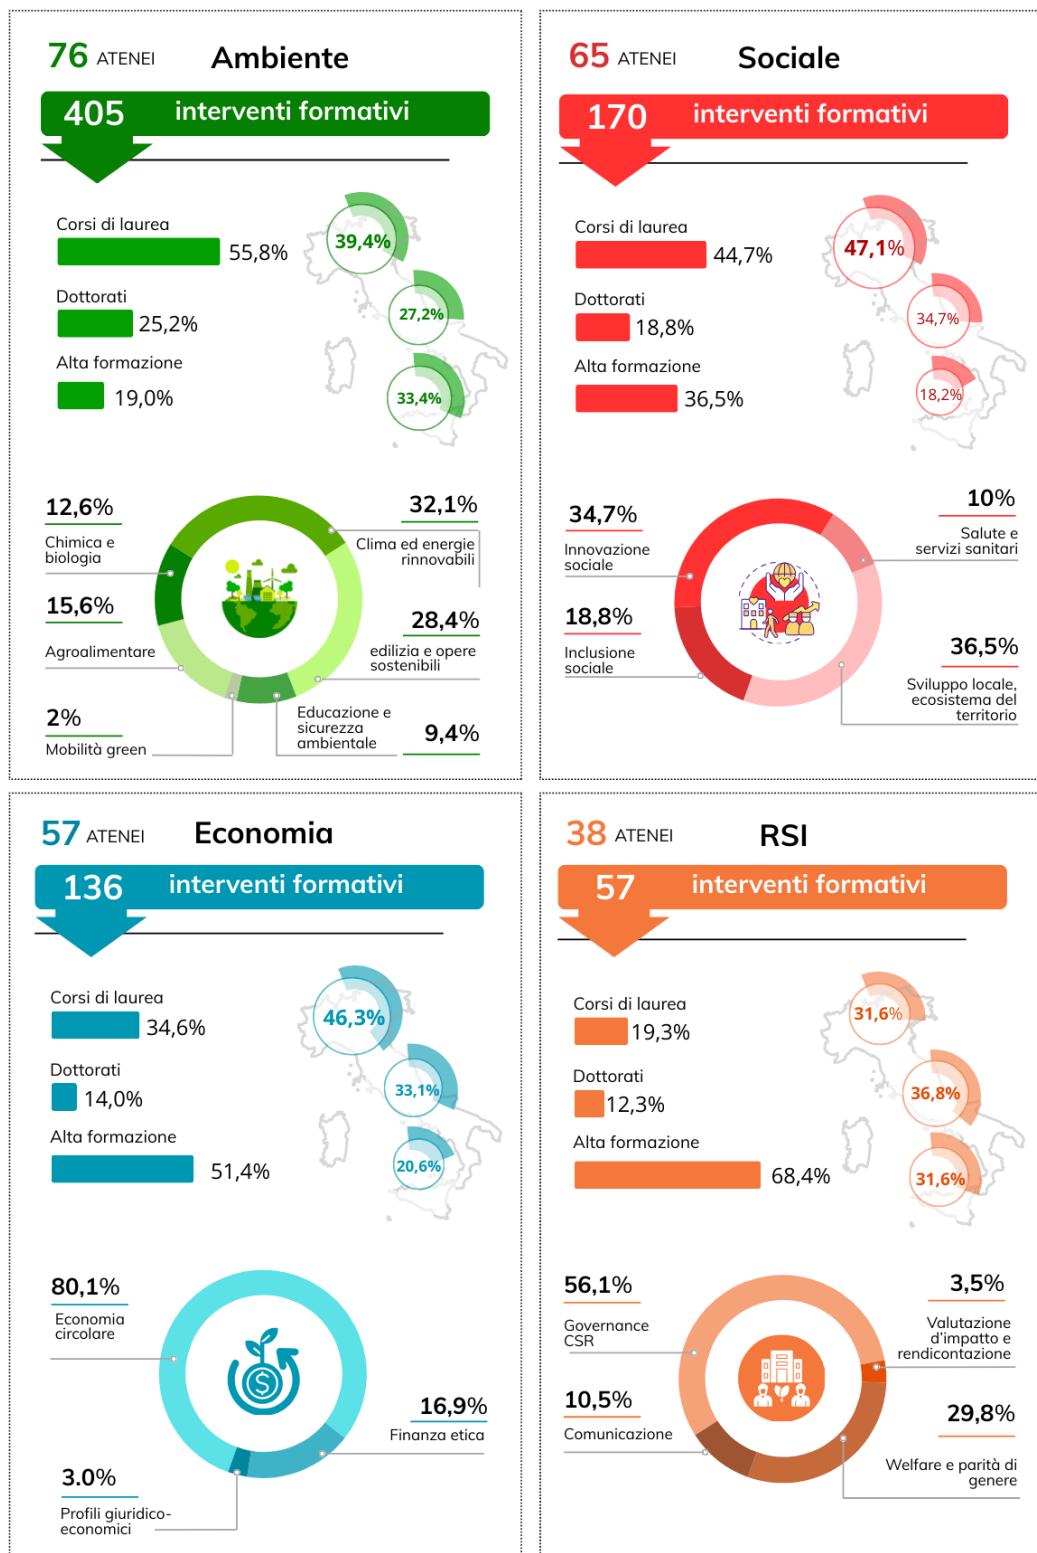 76 ATENEI Ambiente
405 interventi formativi
Corsi di laurea
55,8%
Dottorati
25,2%
Alta formazione
19,0%
39,4%
27,2%
33,4%
12,6%
Chimica e
biologia
15,6%
Agroalimentare
2%
Mobilità green
32,1%
Clima ed energie
rinnovabili
28,4%
edilizia e opere
sostenibili
Educazione e
sicurezza
ambientale
9,4%
65 ATENEI Sociale
170 interventi formativi
Corsi di laurea
44,7%
Dottorati
18,8%
Alta formazione
36,5%
47,1%
34,7%
18,2%
34,7%
Innovazione
sociale
18,8%
Inclusione
sociale
10%
Salute e
servizi sanitari
36,5%
Sviluppo locale,
ecosistema del
territorio
57 ATENEI Economia
136 interventi formativi
Corsi di laurea
34,6%
Dottorati
14,0%
Alta formazione
51,4%
46,3%
33,1%
20,6%
80,1%
Economia
circolare
16,9%
Finanza etica
3.0%
Profili giuridico-
economici
$
38 ATENEI RSI
57 interventi formativi
Corsi di laurea
19,3%
Dottorati
12,3%
Alta formazione
68,4%
31,6%
36,8%
31,6%
56,1%
Governance
CSR
10,5%
Comunicazione
3,5%
Valutazione
d'impatto e
rendicontazione
29,8%
Welfare e parità di
genere